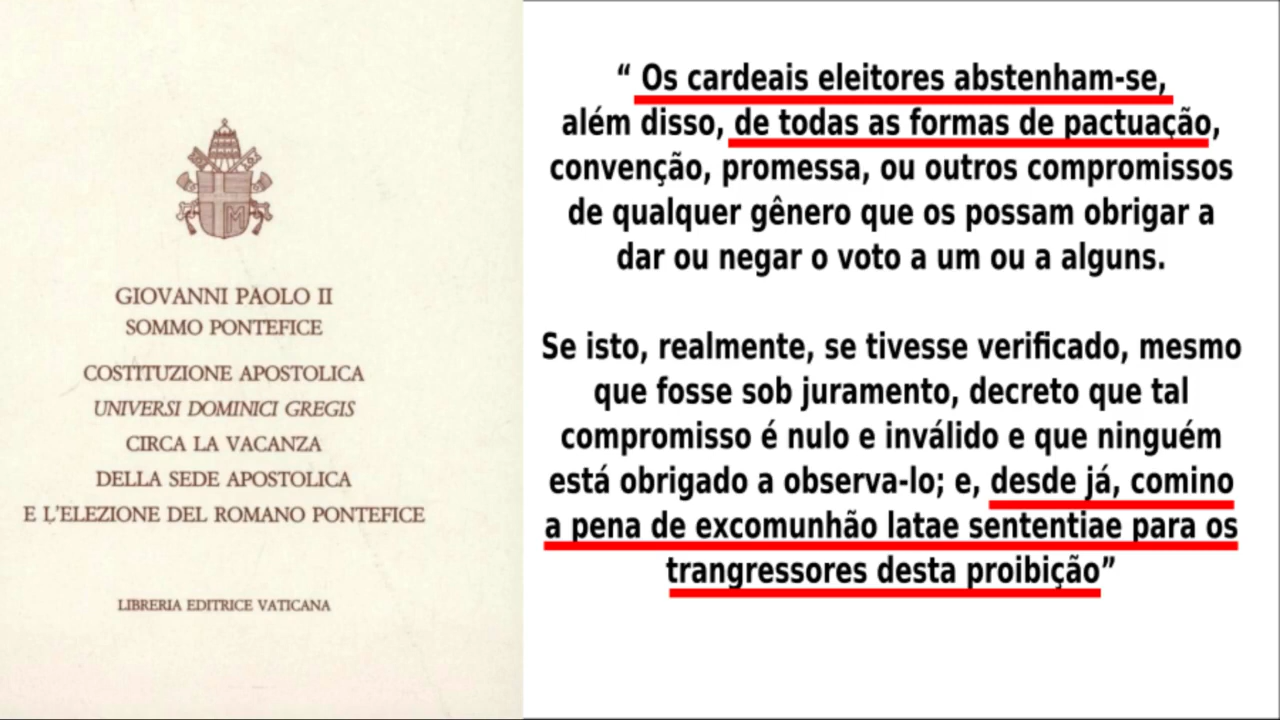 GIOVANNI PAOLO II
SOMMO PONTEFICE
COSTITUZIONE APOSTOLICA
UNIVERSI DOMINICI GREGIS
CIRCA LA VACANZA
DELLA SEDE APOSTOLICA
E L'ELEZIONE DEL ROMANO PONTEFICE
LIBRERIA EDITRICE VATICANA
“ Os cardeais eleitores abstenham-se,
além disso, de todas as formas de pactuação,
convenção, promessa, ou outros compromissos
de qualquer gênero que os possam obrigar a
dar ou negar o voto a um ou a alguns.
Se isto, realmente, se tivesse verificado, mesmo
que fosse sob juramento, decreto que tal
compromisso é nulo e inválido e que ninguém
está obrigado a observa-lo; e, desde já, comino
a pena de excomunhão latae sententiae para os
trangressores desta proibição”